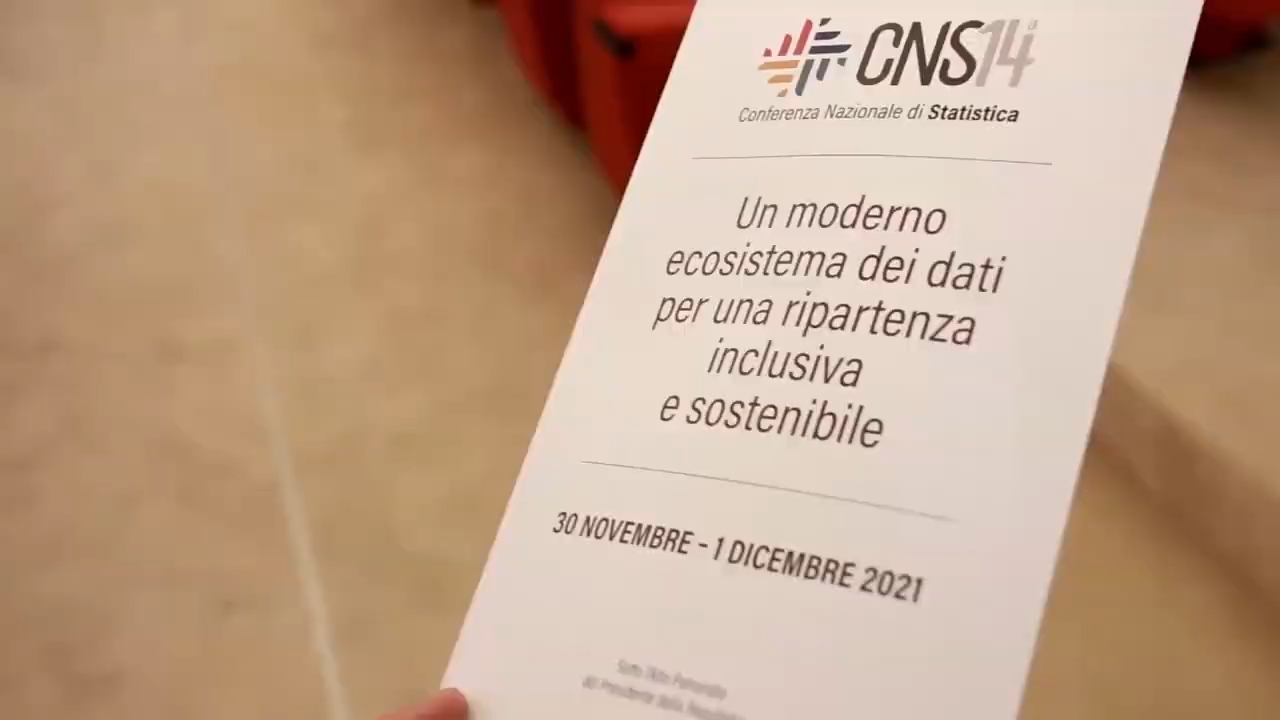 CNS14a
Conferenza Nazionale di Statistica
Un moderno
ecosistema dei dati
per una ripartenza
inclusiva
e sostenibile
30 NOVEMBRE - 1 DICEMBRE 2021